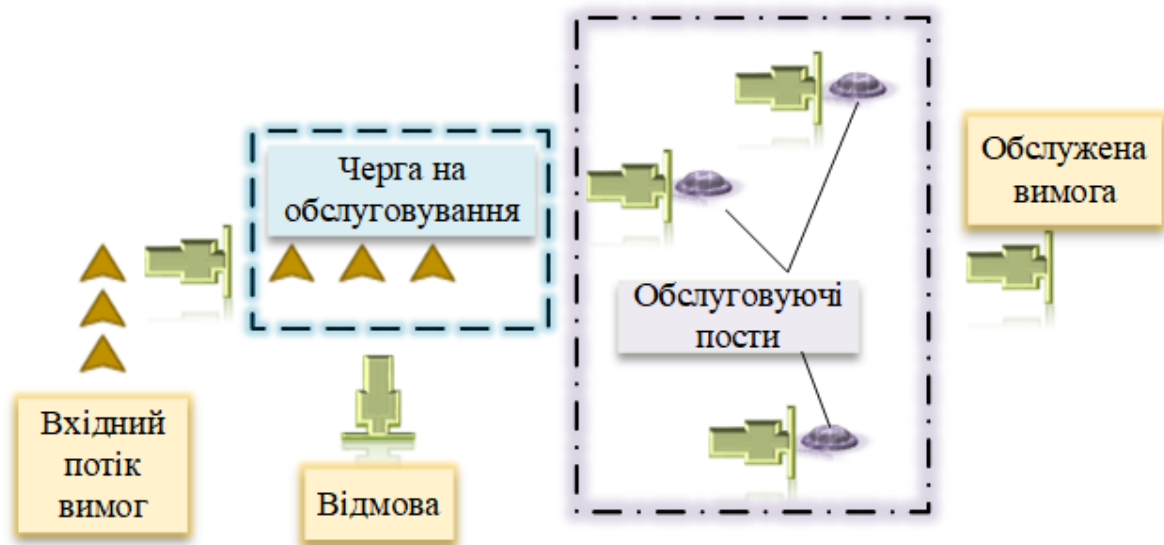 Черга на
обслуговування
Обслужена
вимога
Обслуговуючі
пости
Вхідний
потік
вимог
Відмова